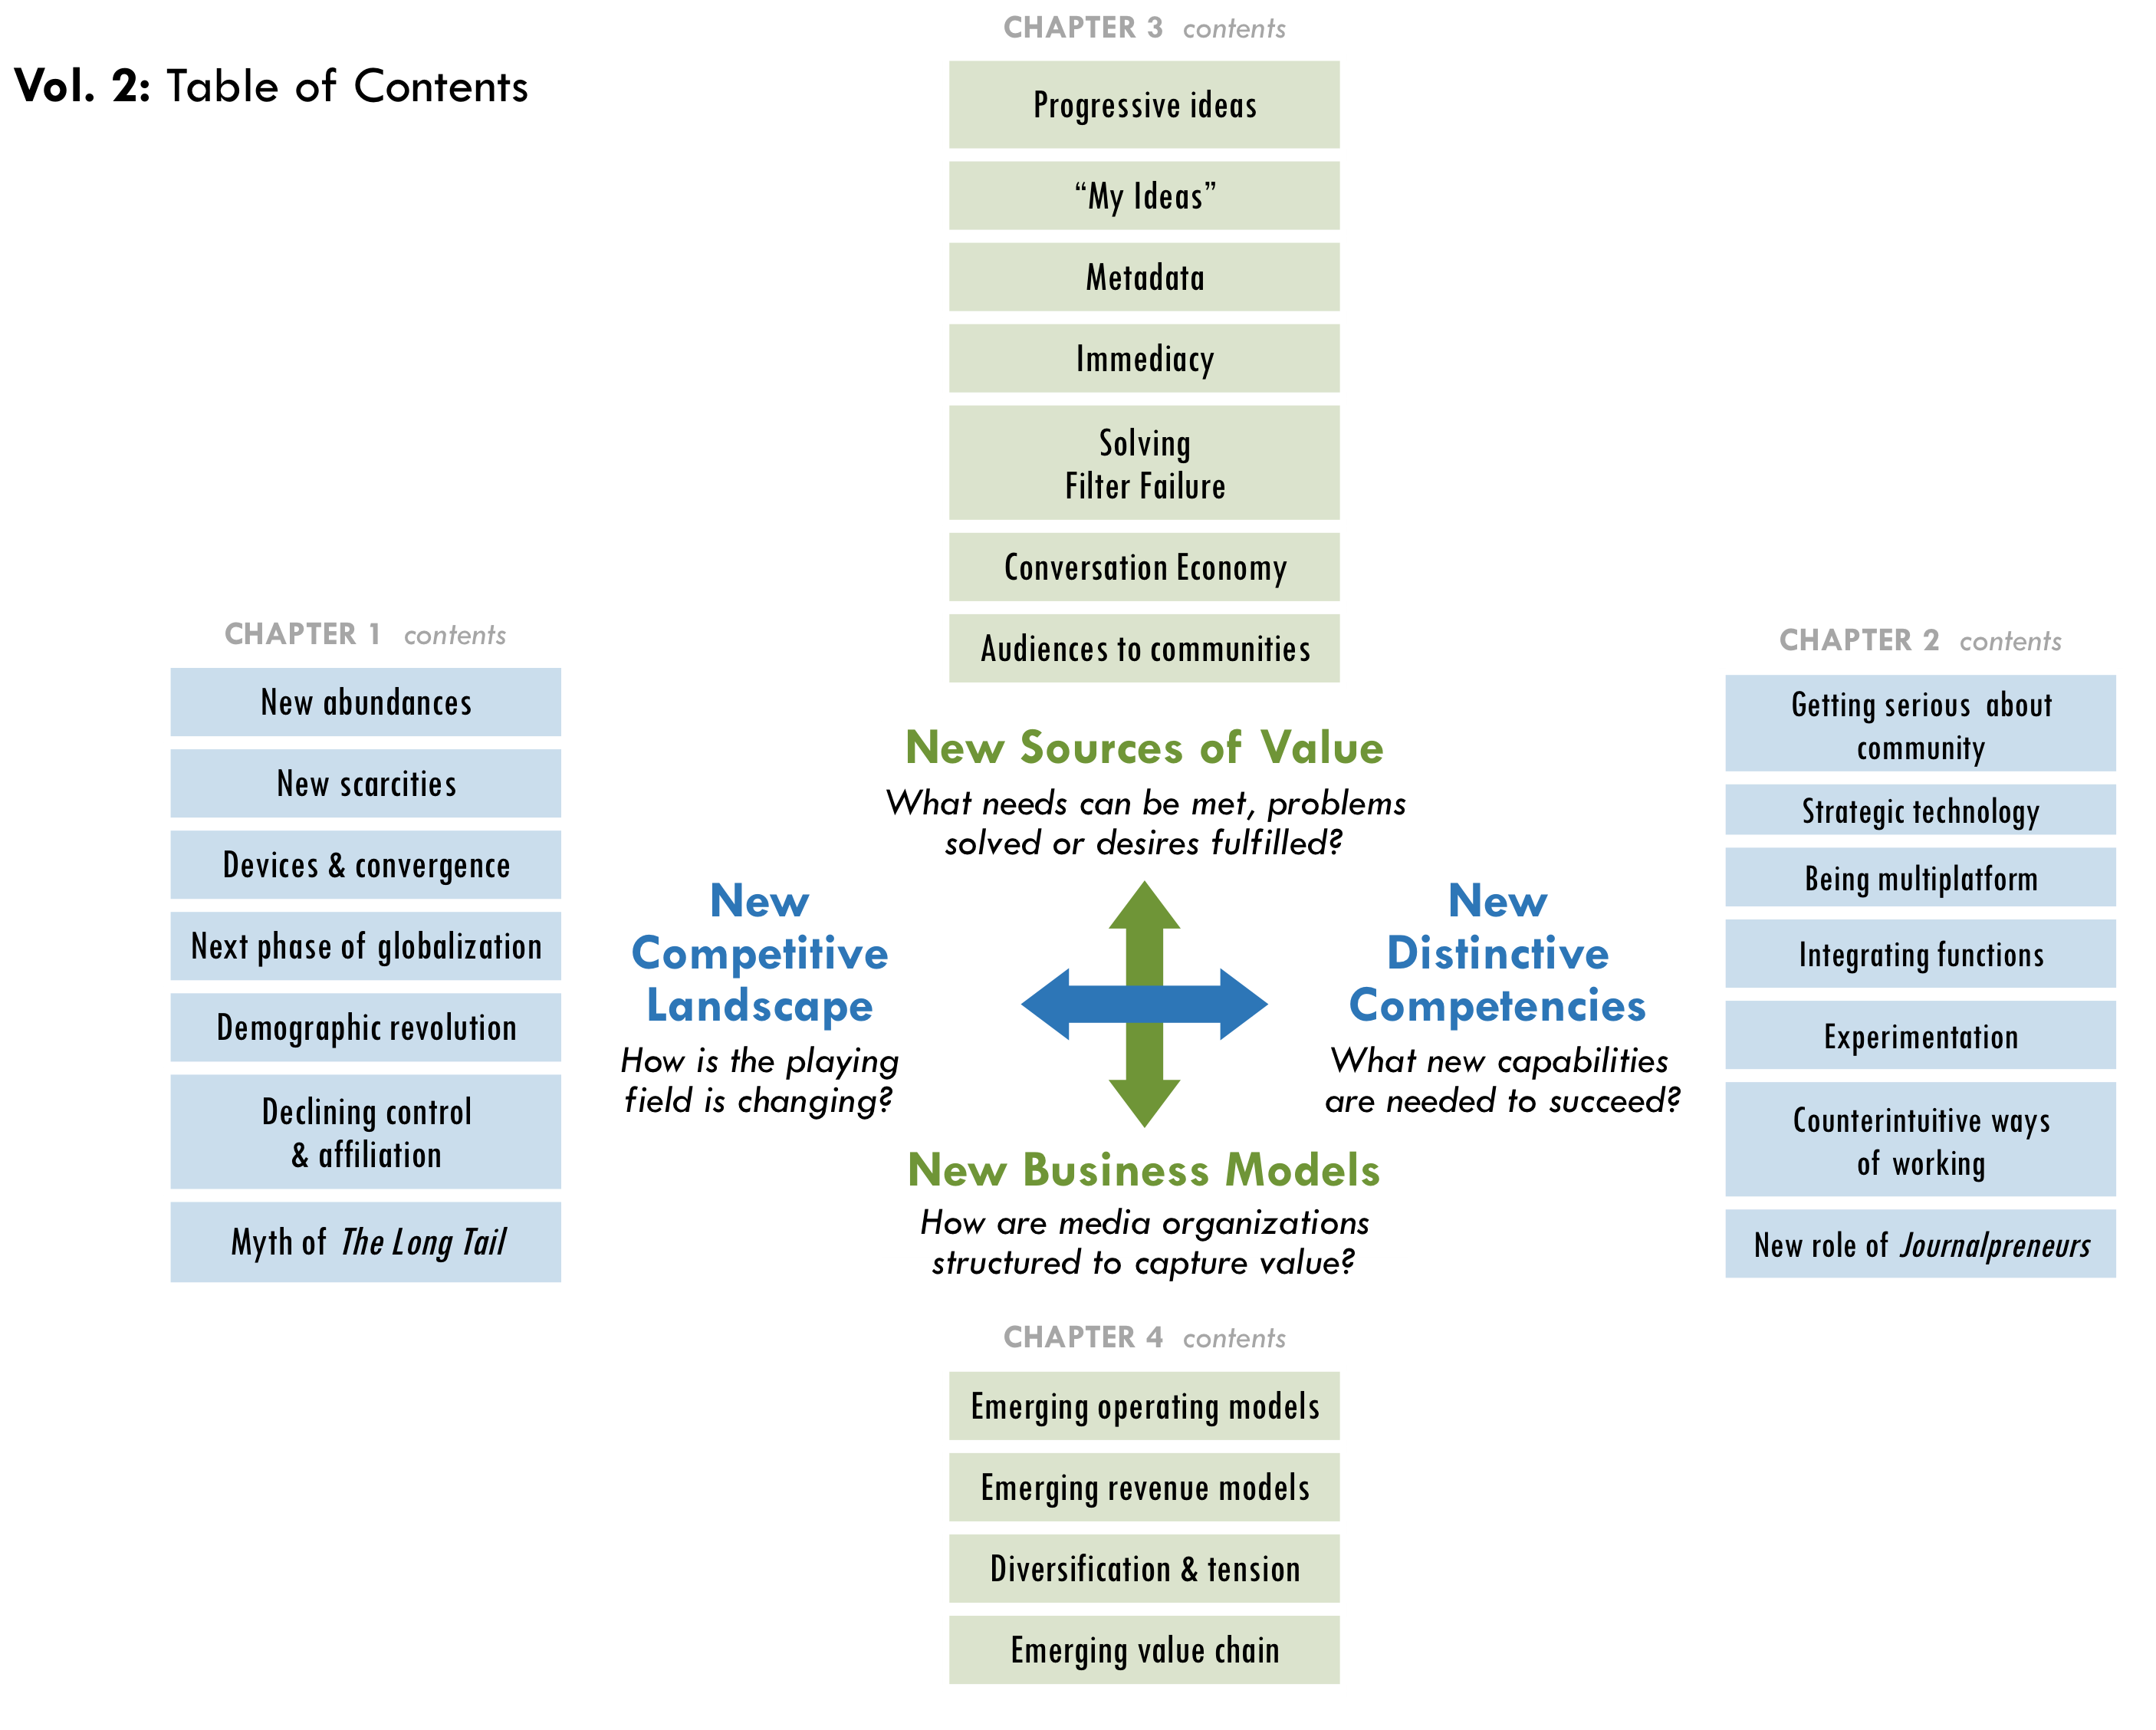 Vol. 2: Table of Contents
CHAPTER 3 contents
Progressive ideas
“My Ideas”
Metadata
Immediacy
Solving
Filter Failure
Conversation Economy
Audiences to communities
CHAPTER 1 contents
New abundances
New scarcities
Devices & convergence
Next phase of globalization
Demographic revolution
Declining control
& affiliation
Myth of The Long Tail
New Sources of Value
What needs can be met, problems
solved or desires fulfilled?
New
Competitive
Landscape
How is the playing
field is changing?
New
Distinctive
Competencies
What new capabilities
are needed to succeed?
New Business Models
How are media organizations
structured to capture value?
CHAPTER 2 contents
Getting serious about
community
Strategic technology
Being multiplatform
Integrating functions
Experimentation
Counterintuitive ways
of working
New role of Journalpreneurs
CHAPTER 4 contents
Emerging operating models
Emerging revenue models
Diversification & tension
Emerging value chain